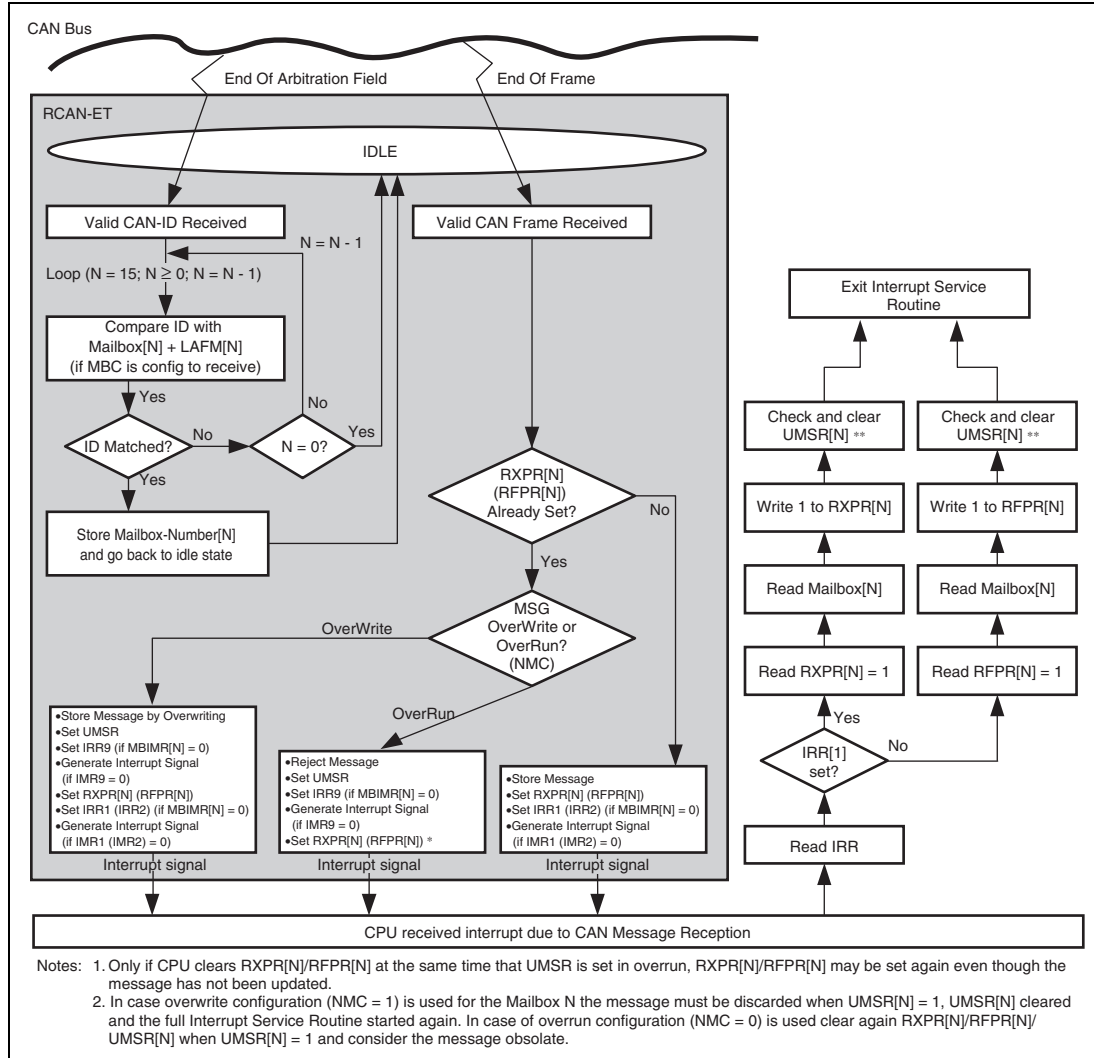 CAN Bus
End Of Arbitration Field
End Of Frame
RCAN-ET
IDLE
Valid CAN-ID Received
Valid CAN Frame Received
N = N - 1
Loop (N = 15; N ≥ 0; N = N - 1)
Compare ID with
Mailbox[N] + LAFM[N]
(if MBC is config to receive)
Yes
No
ID Matched?
No
N = 0?
Yes
Yes
Store Mailbox-Number[N]
and go back to idle state
RXPR[N]
(RFPR[N])
Already Set?
No
Yes
MSG
OverWrite or
OverRun?
(NMC)
OverWrite
OverRun
•Store Message by Overwriting
•Set UMSR
•Set IRR9 (if MBIMR[N] = 0)
•Generate Interrupt Signal
(if IMR9 = 0)
•Set RXPR[N] (RFPR[N])
•Set IRR1 (IRR2) (if MBIMR[N] = 0)
•Generate Interrupt Signal
(if IMR1 (IMR2) = 0)
•Reject Message
•Set UMSR
•Set IRR9 (if MBIMR[N] = 0)
•Generate Interrupt Signal
(if IMR9 = 0)
•Set RXPR[N] (RFPR[N]) *
•Store Message
•Set RXPR[N] (RFPR[N])
•Set IRR1 (IRR2) (if MBIMR[N] = 0)
•Generate Interrupt Signal
(if IMR1 (IMR2) = 0)
Interrupt signal
Interrupt signal
Interrupt signal
Exit Interrupt Service
Routine
Check and clear
UMSR[N] **
Check and clear
UMSR[N] **
Write 1 to RXPR[N]
Write 1 to RFPR[N]
Read Mailbox[N]
Read Mailbox[N]
Read RXPR[N] = 1
Read RFPR[N] = 1
Yes
IRR[1]
set?
No
Read IRR
CPU received interrupt due to CAN Message Reception
Notes: 1. Only if CPU clears RXPR[N]/RFPR[N] at the same time that UMSR is set in overrun, RXPR[N]/RFPR[N] may be set again even though the
message has not been updated.
2. In case overwrite configuration (NMC = 1) is used for the Mailbox N the message must be discarded when UMSR[N] = 1, UMSR[N] cleared
and the full Interrupt Service Routine started again. In case of overrun configuration (NMC = 0) is used clear again RXPR[N]/RFPR[N]/
UMSR[N] when UMSR[N] = 1 and consider the message obsolate.